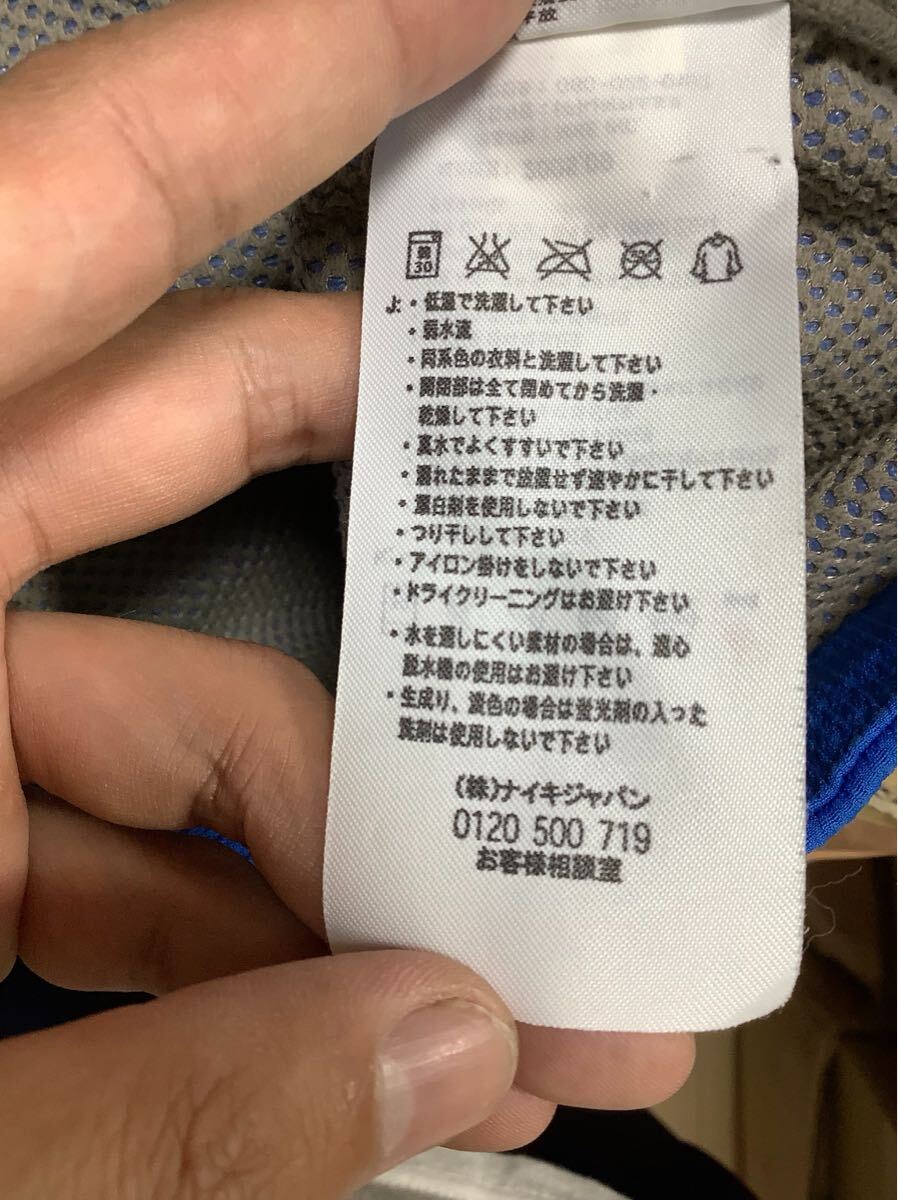 弱
30
よ:・低温で洗濯して下さい
・弱水流
・同系色の衣料と洗濯して下さい
・開閉部は全て閉めてから洗濯・
乾燥して下さい
・真水でよくすすいで下さい
・濡れたままで放置せず速やかに干して下さい
・漂白剤を使用しないで下さい
・つり干しして下さい
・アイロン掛けをしないで下さい
・ドライクリーニングはお避け下さい
・水を通しにくい素材の場合は、遠心
脱水機の使用はお避け下さい
・生成り、淡色の場合は蛍光剤の入った
洗剤は使用しないで下さい
(株)ナイキジャパン
0120 500 719
お客様相談室